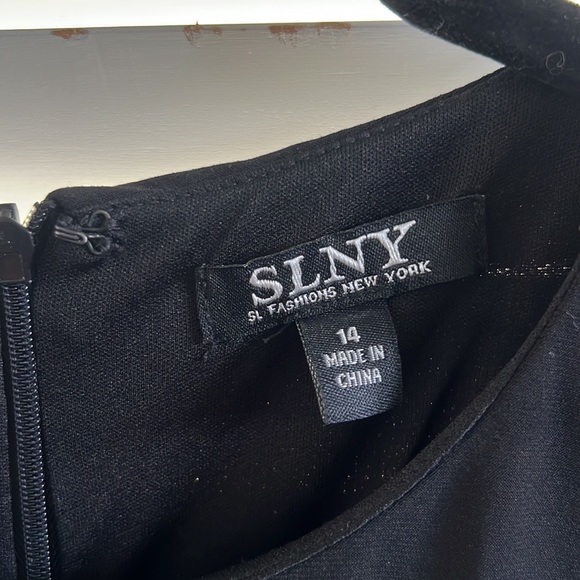 SLNY
SL FASHIONS NEW YORK
14
MADE IN
CHINA